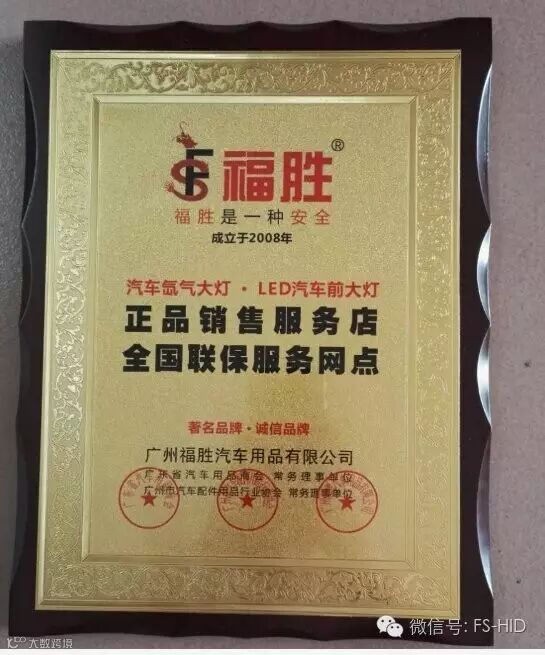 福胜®
福胜是一种安全
成立于2008年
汽车氙气大灯·LED汽车前大灯
正品销售服务店
全国联保服务网点
著名品牌·诚信品牌
广州福胜汽车用品有限公司
广东省汽车用品商会 常务理事单位
广州市汽车配件用品行业协会 常务理事单位
微信号: FS-HID
大数跨境